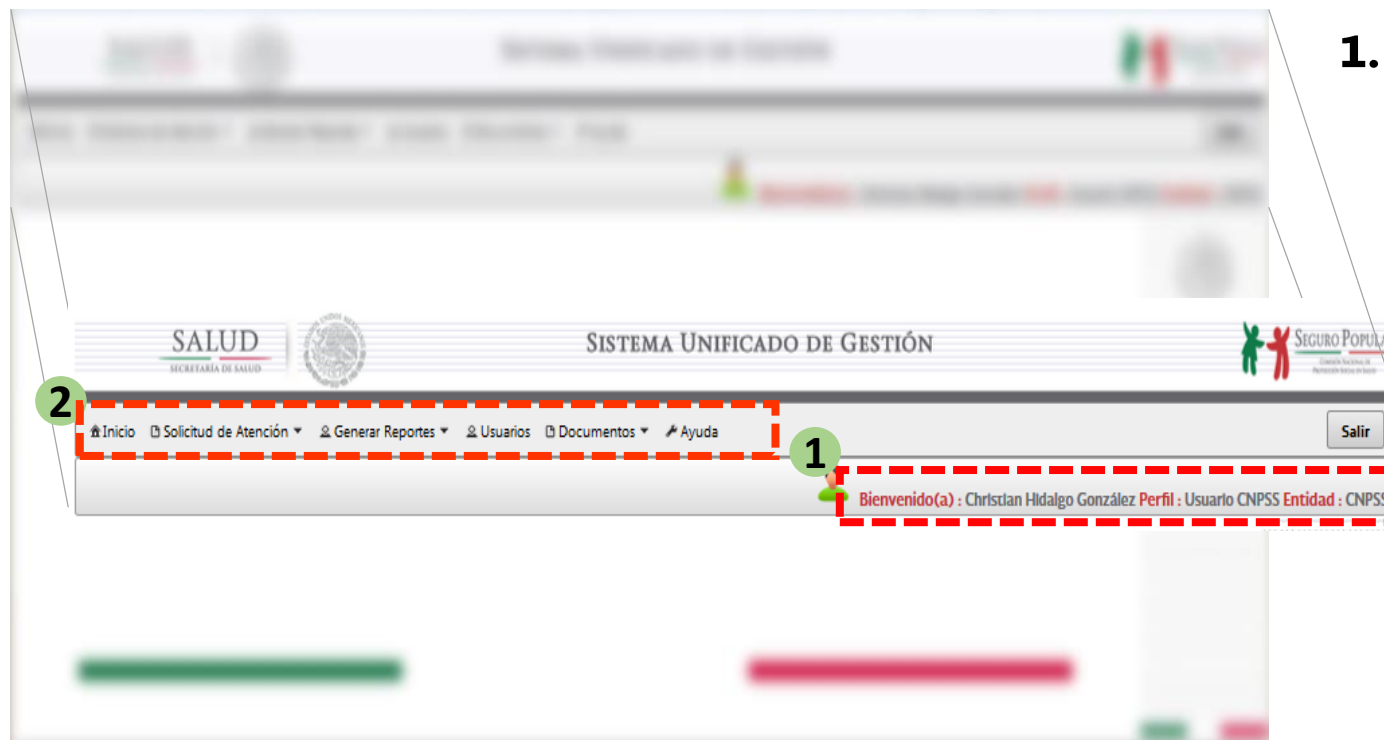 1.
SALUD
SECRETARÍA DE SALUD
SISTEMA UNIFICADO DE GESTIÓN
SEGURO POPULA
2
Inicio Solicitud de Atención Generar Reportes Usuarios Documentos Ayuda
Salir
1
Bienvenido(a) : Christian Hidalgo González Perfil : Usuario CNPSS Entidad : CNPSS